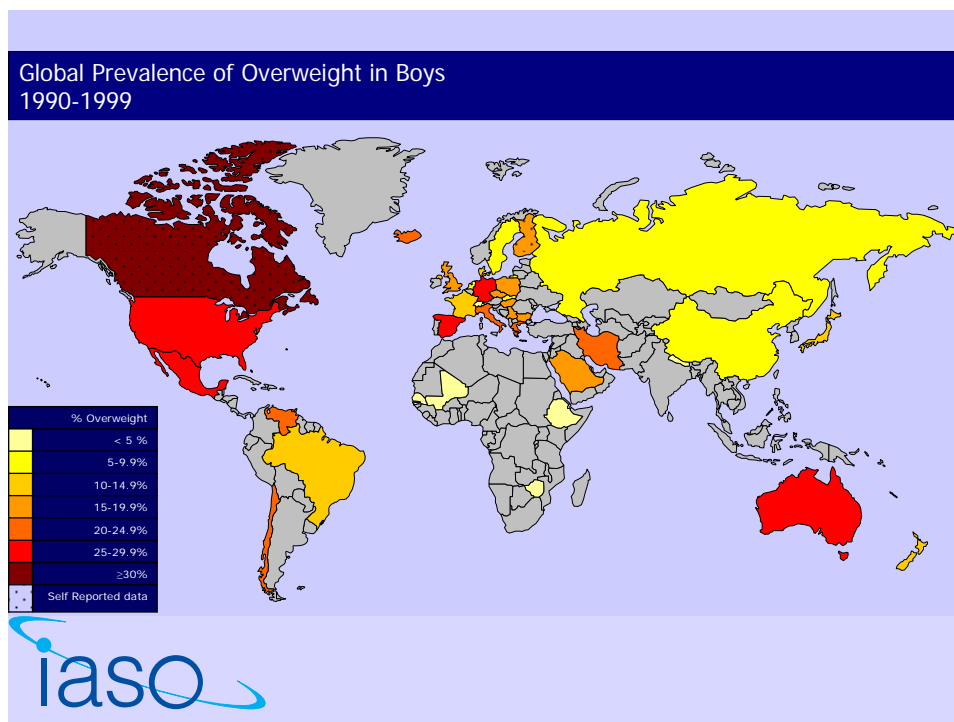 Global Prevalence of Overweight in Boys
1990-1999
% Overweight
< 5 %
5-9.9%
10-14.9%
15-19.9%
20-24.9%
25-29.9%
≥30%
Self Reported data
iaso